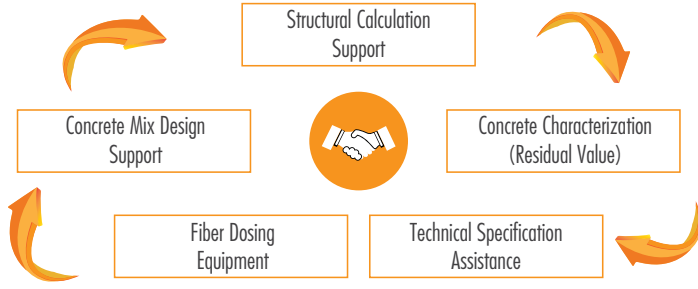 Structural Calculation
Support
Concrete Mix Design
Support
Concrete Characterization
(Residual Value)
Fiber Dosing
Equipment
Technical Specification
Assistance